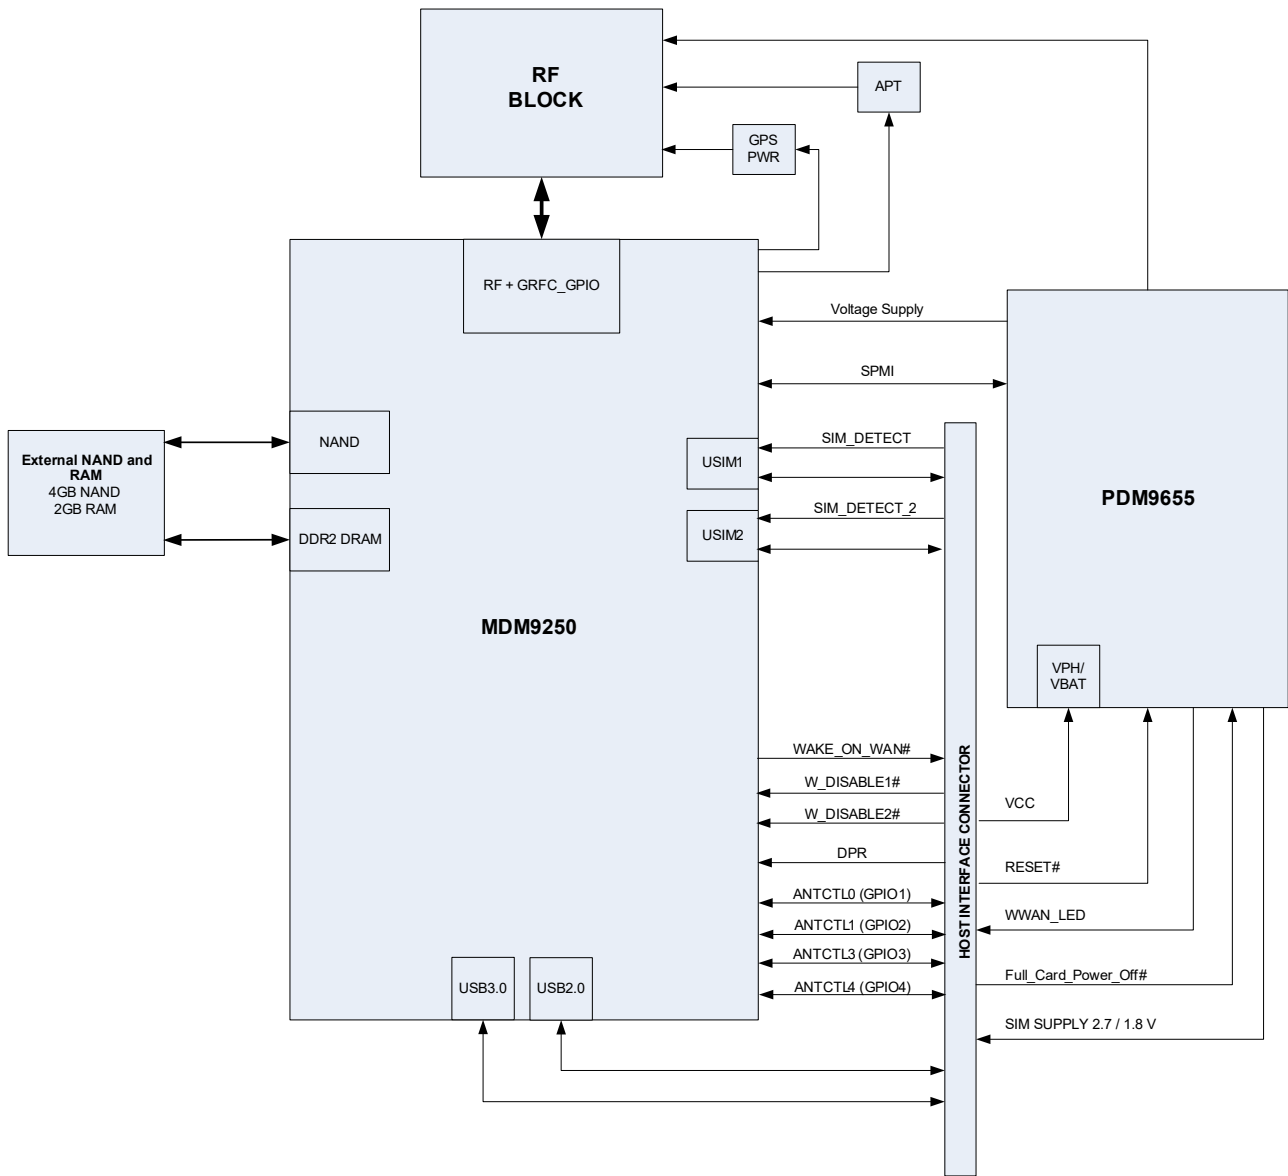 RF
BLOCK
APT
GPS
PWR
RF + GRFC_GPIO
Voltage Supply
SPMI
NAND
External NAND and
RAM
4GB NAND
2GB RAM
DDR2 DRAM
USIM1
SIM_DETECT
USIM2
SIM_DETECT_2
PDM9655
MDM9250
VPH/
VBAT
WAKE_ON_WAN#
W_DISABLE1#
W_DISABLE2#
DPR
ANTCTL0 (GPIO1)
ANTCTL1 (GPIO2)
ANTCTL3 (GPIO3)
ANTCTL4 (GPIO4)
HOST INTERFACE CONNECTOR
VCC
RESET#
WWAN_LED
Full_Card_Power_Off#
SIM SUPPLY 2.7 / 1.8 V
USB3.0
USB2.0